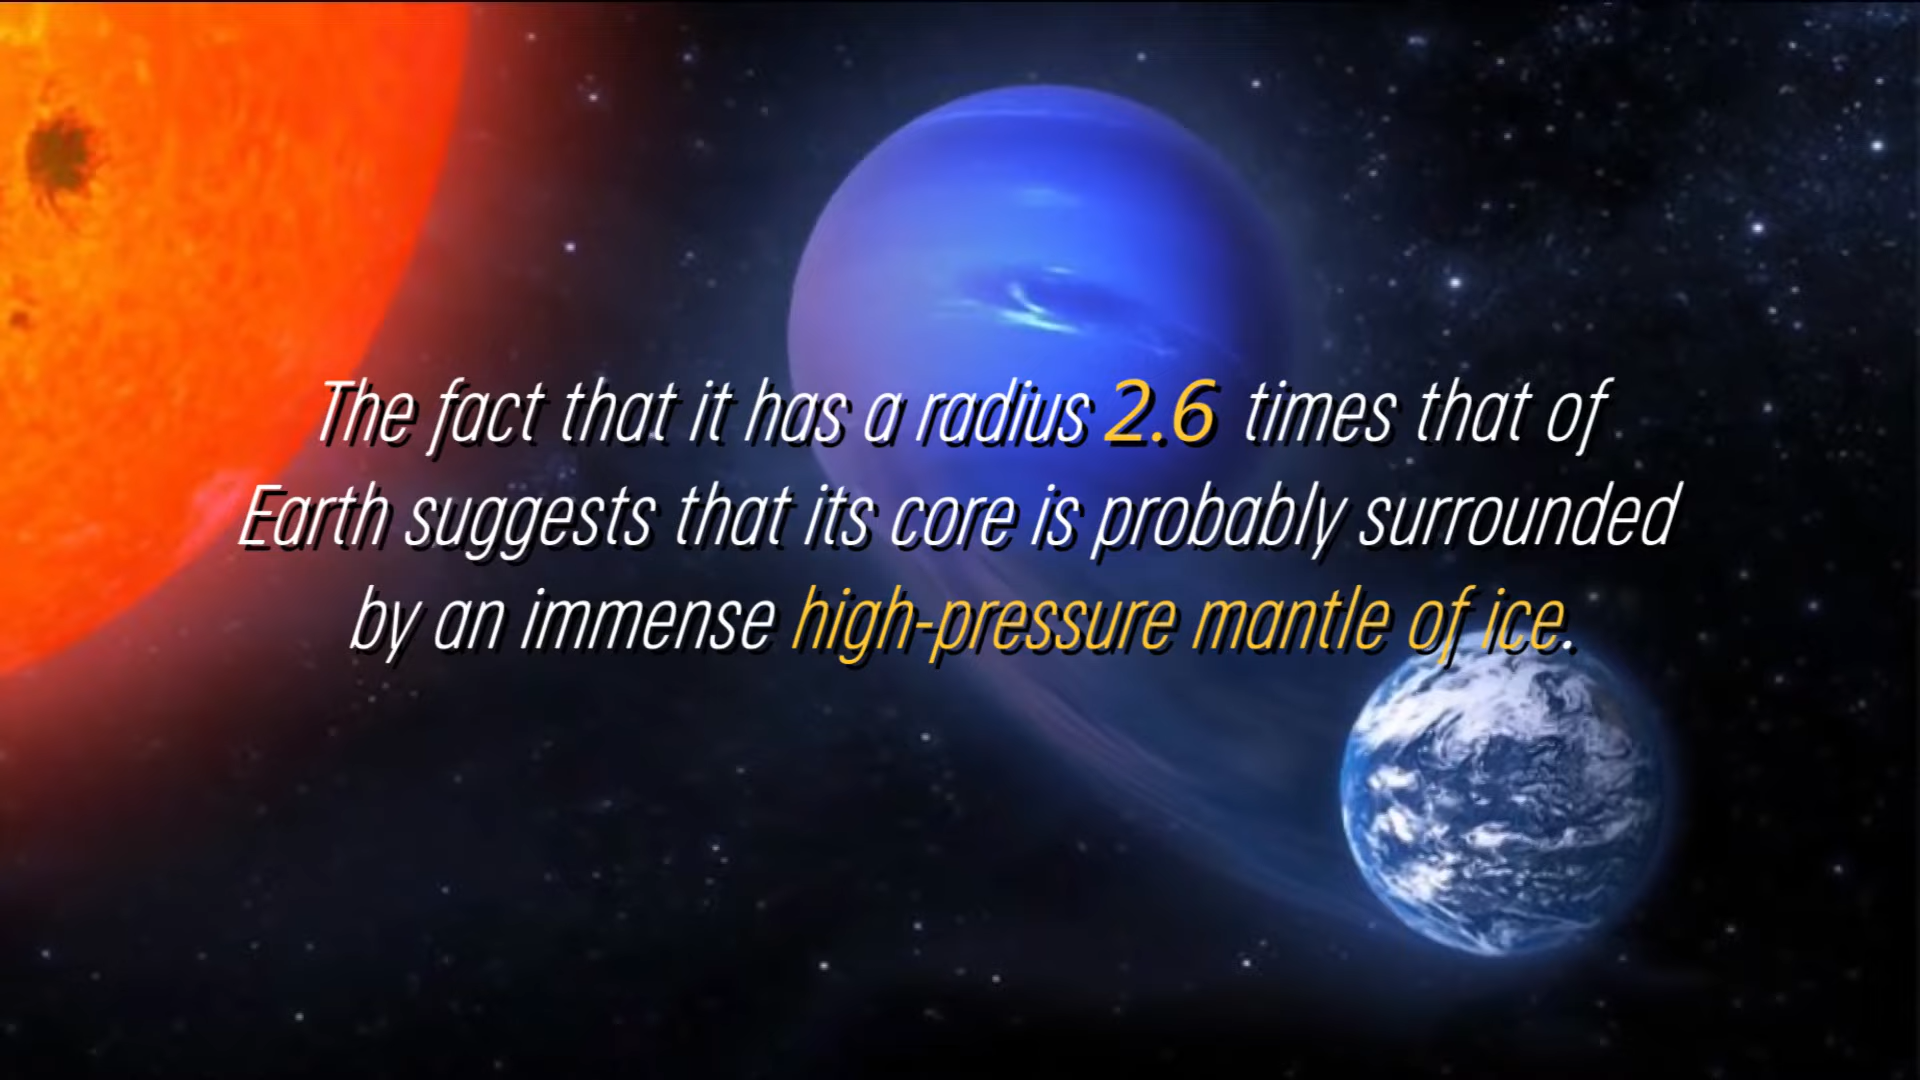 The fact that it has a radius 2.6 times that of
Earth suggests that its core is probably surrounded
by an immense high-pressure mantle of ice.